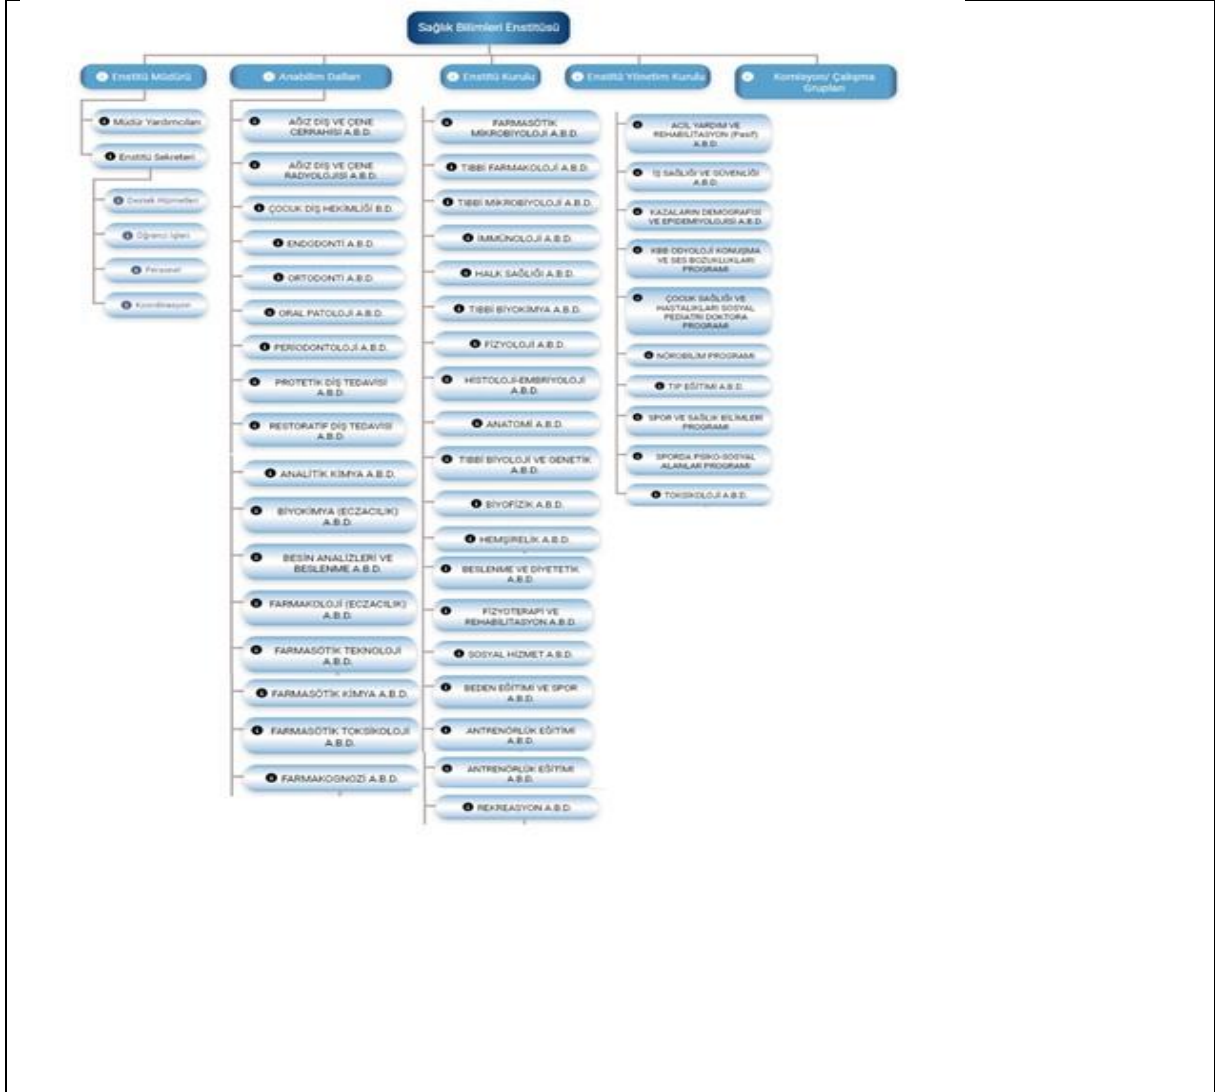 Sağlık Bilimleri Enstitüsü
Enstitü Müdürü
Anabilim Dalları
Enstitü Kurulu
Enstitü Yönetim Kurulu
Komisyon/ Çalışma
Grupları
Müdür Yardımcıları
Enstitü Sekreteri
Destek Hizmetleri
Öğrenci İşleri
Personel
Koordinasyon
AĞIZ DİŞ VE ÇENE
CERRAHİSİ A.B.D.
AĞIZ DİŞ VE ÇENE
RADYOLOJİSİ A.B.D.
ÇOCUK DİŞ HEKİMLİĞİ B.D.
ENDODONTİ A.B.D.
ORTODONTİ A.B.D.
ORAL PATOLOJİ A.B.D.
PERİODONTOLOJİ A.B.D.
PROTETİK DİŞ TEDAVİSİ
A.B.D.
RESTORATİF DİŞ TEDAVİSİ
A.B.D.
ANALİTİK KİMYA A.B.D.
BİYOKİMYA (ECZACILIK)
A.B.D.
BESİN ANALİZLERİ VE
BESLENME A.B.D.
FARMAKOLOJİ (ECZACILIK)
A.B.D.
FARMASÖTİK TEKNOLOJİ
A.B.D.
FARMASÖTİK KİMYA A.B.D.
FARMASÖTİK TOKSİKOLOJİ
A.B.D.
FARMAKOGNOZİ A.B.D.
FARMASÖTİK
MİKROBİYOLOJİ A.B.D.
TIBBİ FARMAKOLOJİ A.B.D.
TIBBİ MİKROBİYOLOJİ A.B.D.
İMMÜNOLOJİ A.B.D.
HALK SAĞLIĞI A.B.D.
TIBBİ BİYOKİMYA A.B.D.
FİZYOLOJİ A.B.D.
HİSTOLOJİ-EMBRİYOLOJİ
A.B.D.
ANATOMİ A.B.D.
TIBBİ BİYOLOJİ VE GENETİK
A.B.D.
BİYOFİZİK A.B.D.
HEMŞİRELİK A.B.D.
BESLENME VE DİYETETİK
A.B.D.
FİZYOTERAPİ VE
REHABİLİTASYON A.B.D.
SOSYAL HİZMET A.B.D.
BEDEN EĞİTİMİ VE SPOR
A.B.D.
ANTRENÖRLÜK EĞİTİMİ
A.B.D.
ANTRENÖRLÜK EĞİTİMİ
A.B.D.
REKREASYON A.B.D.
ACİL YARDIM VE
REHABİLİTASYON (Pasif)
A.B.D.
İŞ SAĞLIĞI VE GÜVENLİĞİ
A.B.D.
KAZALARIN DEMOGRAFİSİ
VE EPİDEMİYOLOJİSİ A.B.D.
KBB ODYOLOJİ KONUŞMA
VE SES BOZUKLUKLARI
PROGRAMI
ÇOCUK SAĞLIĞI VE
HASTALIKLARI SOSYAL
PEDİATRİ DOKTORA
PROGRAMI
NÖROBİLİM PROGRAMI
TIP EĞİTİMİ A.B.D.
SPOR VE SAĞLIK BİLİMLERİ
PROGRAMI
SPORDA PSİKO-SOSYAL
ALANLAR PROGRAMI
TOKSİKOLOJİ A.B.D.